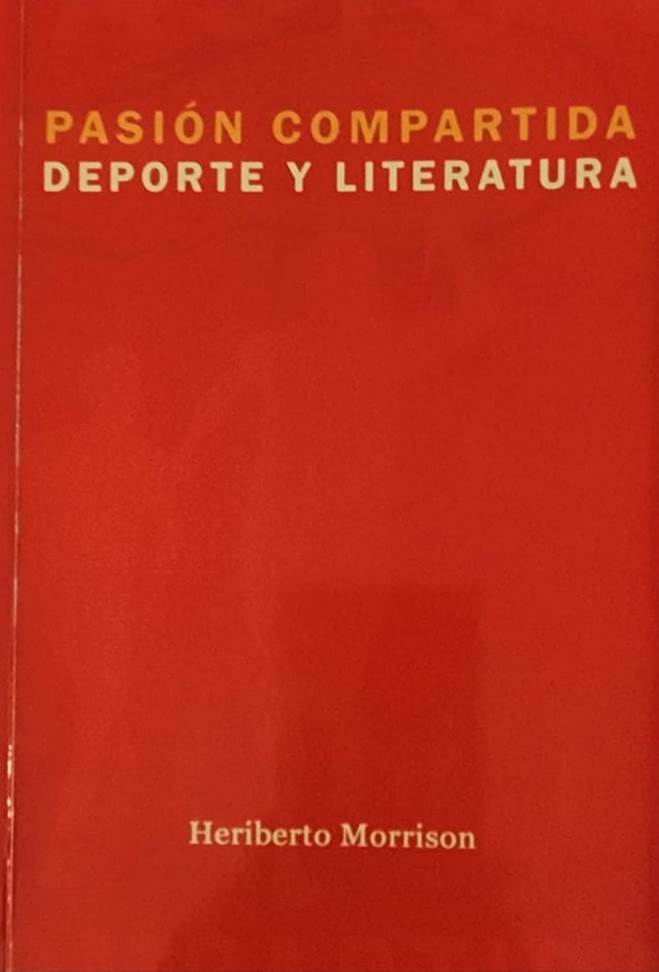 PASIÓN COMPARTIDA
DEPORTE Y LITERATURA
Heriberto Morrison